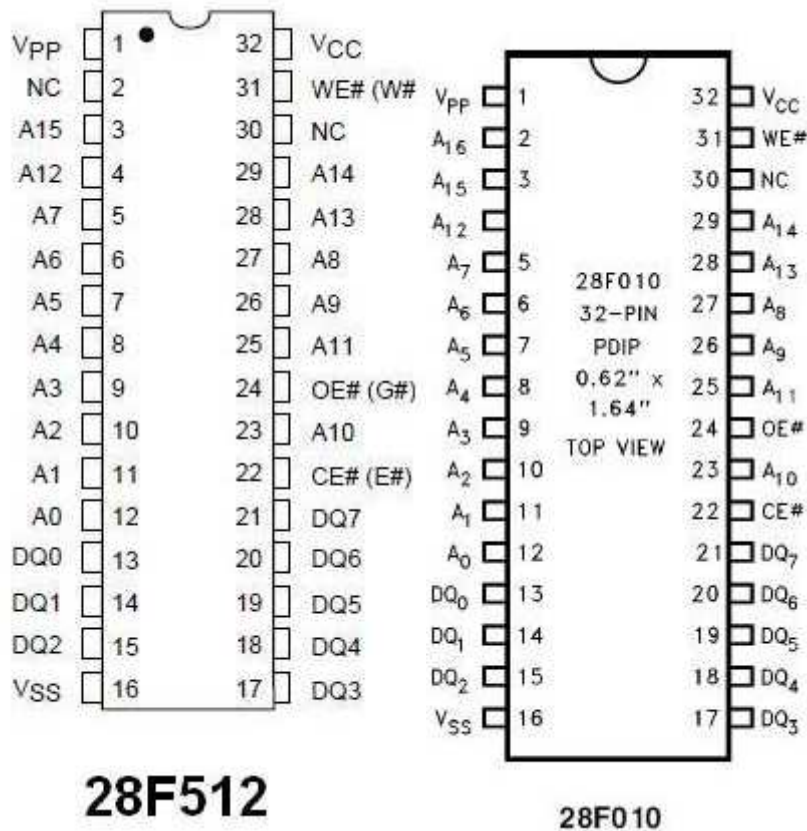 VPP 1 32 VCC
NC 2 31 WE# (W#
A15 3 30 NC
A12 4 29 A14
A7 5 28 A13
A6 6 27 A8
A5 7 26 A9
A4 8 25 A11
A3 9 24 OE# (G#)
A2 10 23 A10
A1 11 22 CE# (E#)
A0 12 21 DQ7
DQ0 13 20 DQ6
DQ1 14 19 DQ5
DQ2 15 18 DQ4
VSS 16 17 DQ3
28F512
VPP 1 32 VCC
A16 2 31 WE#
A15 3 30 NC
A12 29 A14
A7 5 28 A13
A6 6 27 A8
A5 7 26 A9
A4 8 25 A11
A3 9 24 OE#
A2 10 23 A10
A1 11 22 CE#
A0 12 21 DQ7
DQ0 13 20 DQ6
DQ1 14 19 DQ5
DQ2 15 18 DQ4
VSS 16 17 DQ3
28F010
32-PIN
PDIP
0.62" x
1.64"
TOP VIEW
28F010